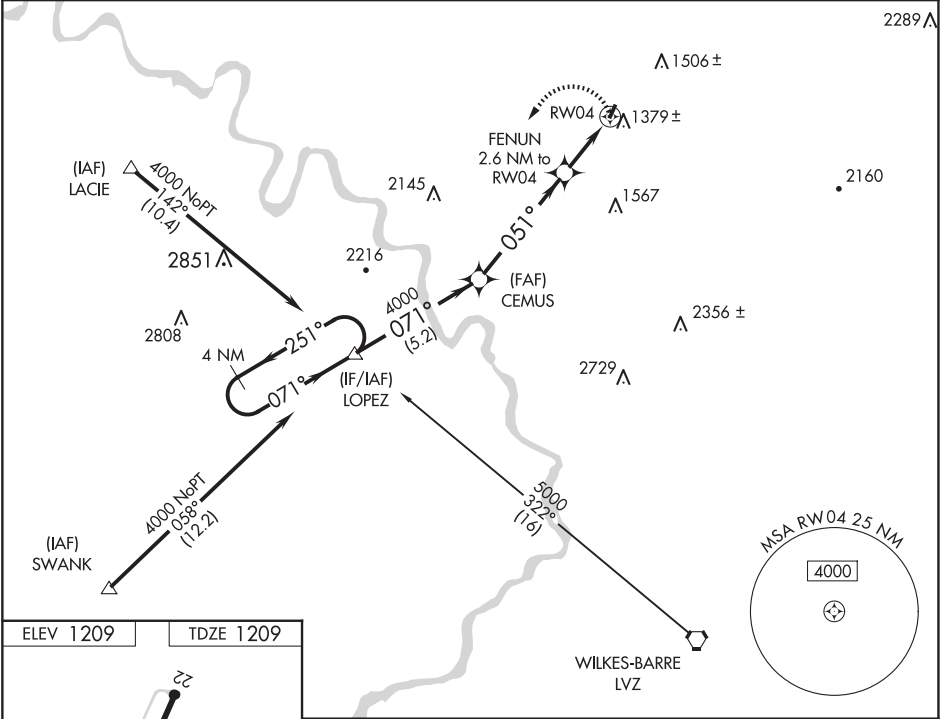 2289
1506 ±
RW04
1379 ±
FENUN
2.6 NM to
RW04
(IAF)
LACIE
4000 NoPT
142°
(10.4)
2145
1567
2160
051°
2851
2216
(FAF)
CEMUS
4000
071°
(5.2)
2808
251°
4 NM
071°
(IF/IAF)
LOPEZ
2356 ±
2729
4000 NoPT
058°
(12.2)
5000
322°
(16)
(IAF)
SWANK
MSA RW04 25 NM
4000
ELEV 1209
TDZE 1209
WILKES-BARRE
LVZ
22